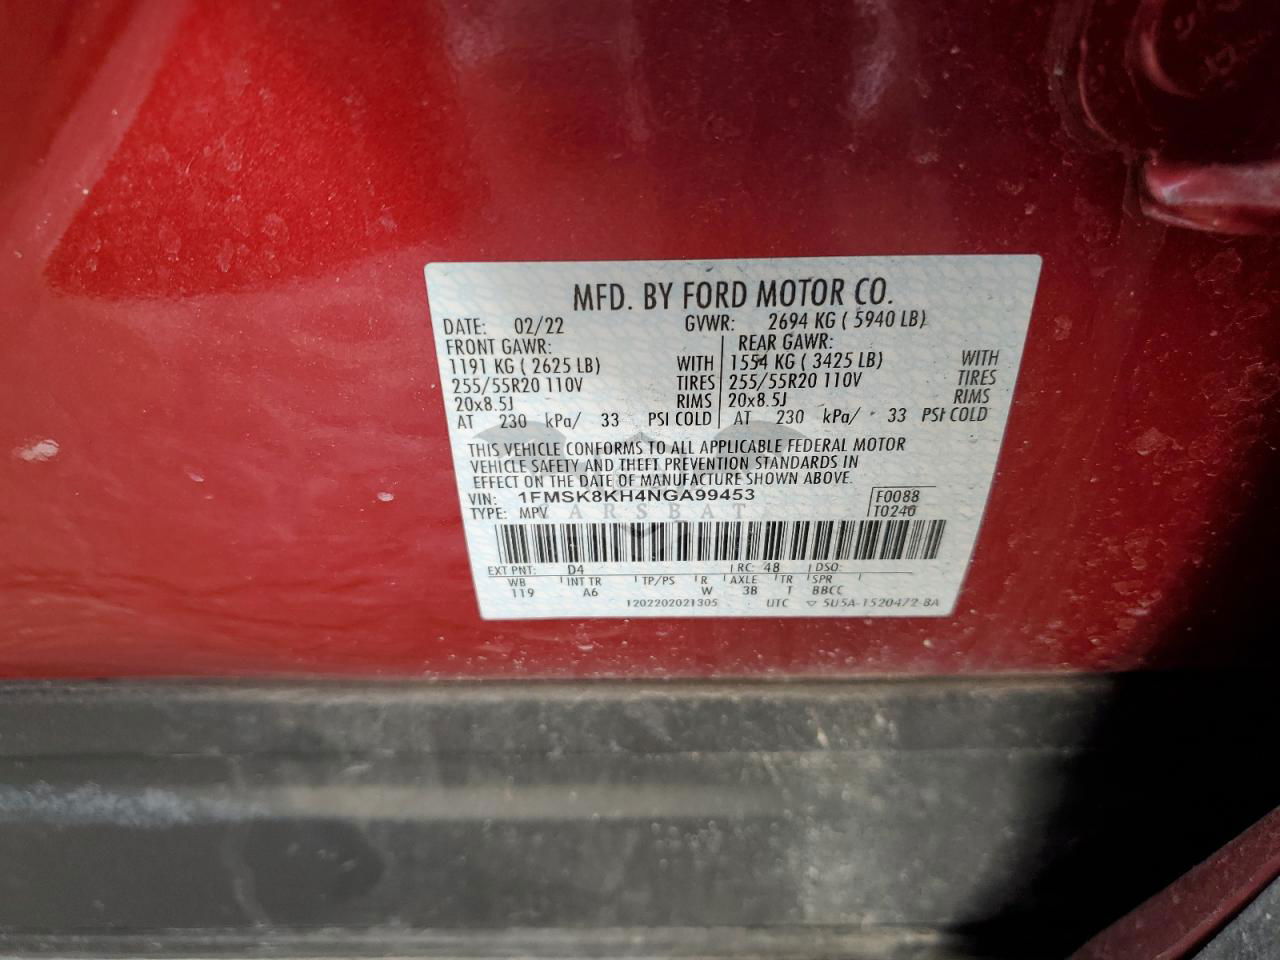 MFD. BY FORD MOTOR CO.
DATE: 02/22 GVWR: 2694 KG ( 5940 LB)
FRONT GAWR: REAR GAWR:
1191 KG ( 2625 LB) WITH 1554 KG ( 3425 LB) WITH
255/55R20 110V TIRES 255/55R20 110V TIRES
20x8.5J RIMS 20x8.5J RIMS
AT 230 kPa/ 33 PSI COLD AT 230 kPa/ 33 PSI COLD
THIS VEHICLE CONFORMS TO ALL APPLICABLE FEDERAL MOTOR
VEHICLE SAFETY AND THEFT PREVENTION STANDARDS IN
EFFECT ON THE DATE OF MANUFACTURE SHOWN ABOVE.
VIN: 1FMSK8KH4NGA99453 F0088
TYPE: MPV T0246
ARSBAT
EXT PNT: D4 RC: 48 DSO:
WB INT TR TP/PS R AXLE TR SPR
119 A6 W 3B T BBCC
1202202021305 UTC ▽ 5U5A-1520472-BA